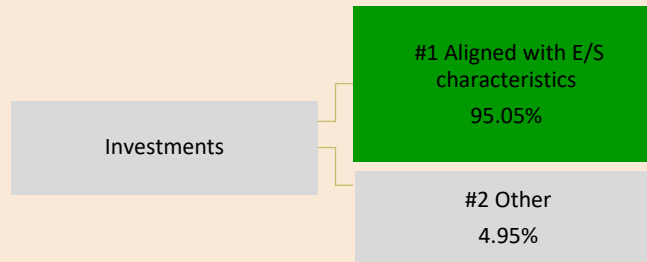 #1 Aligned with E/S
characteristics
95.05%
Investments
#2 Other
4.95%